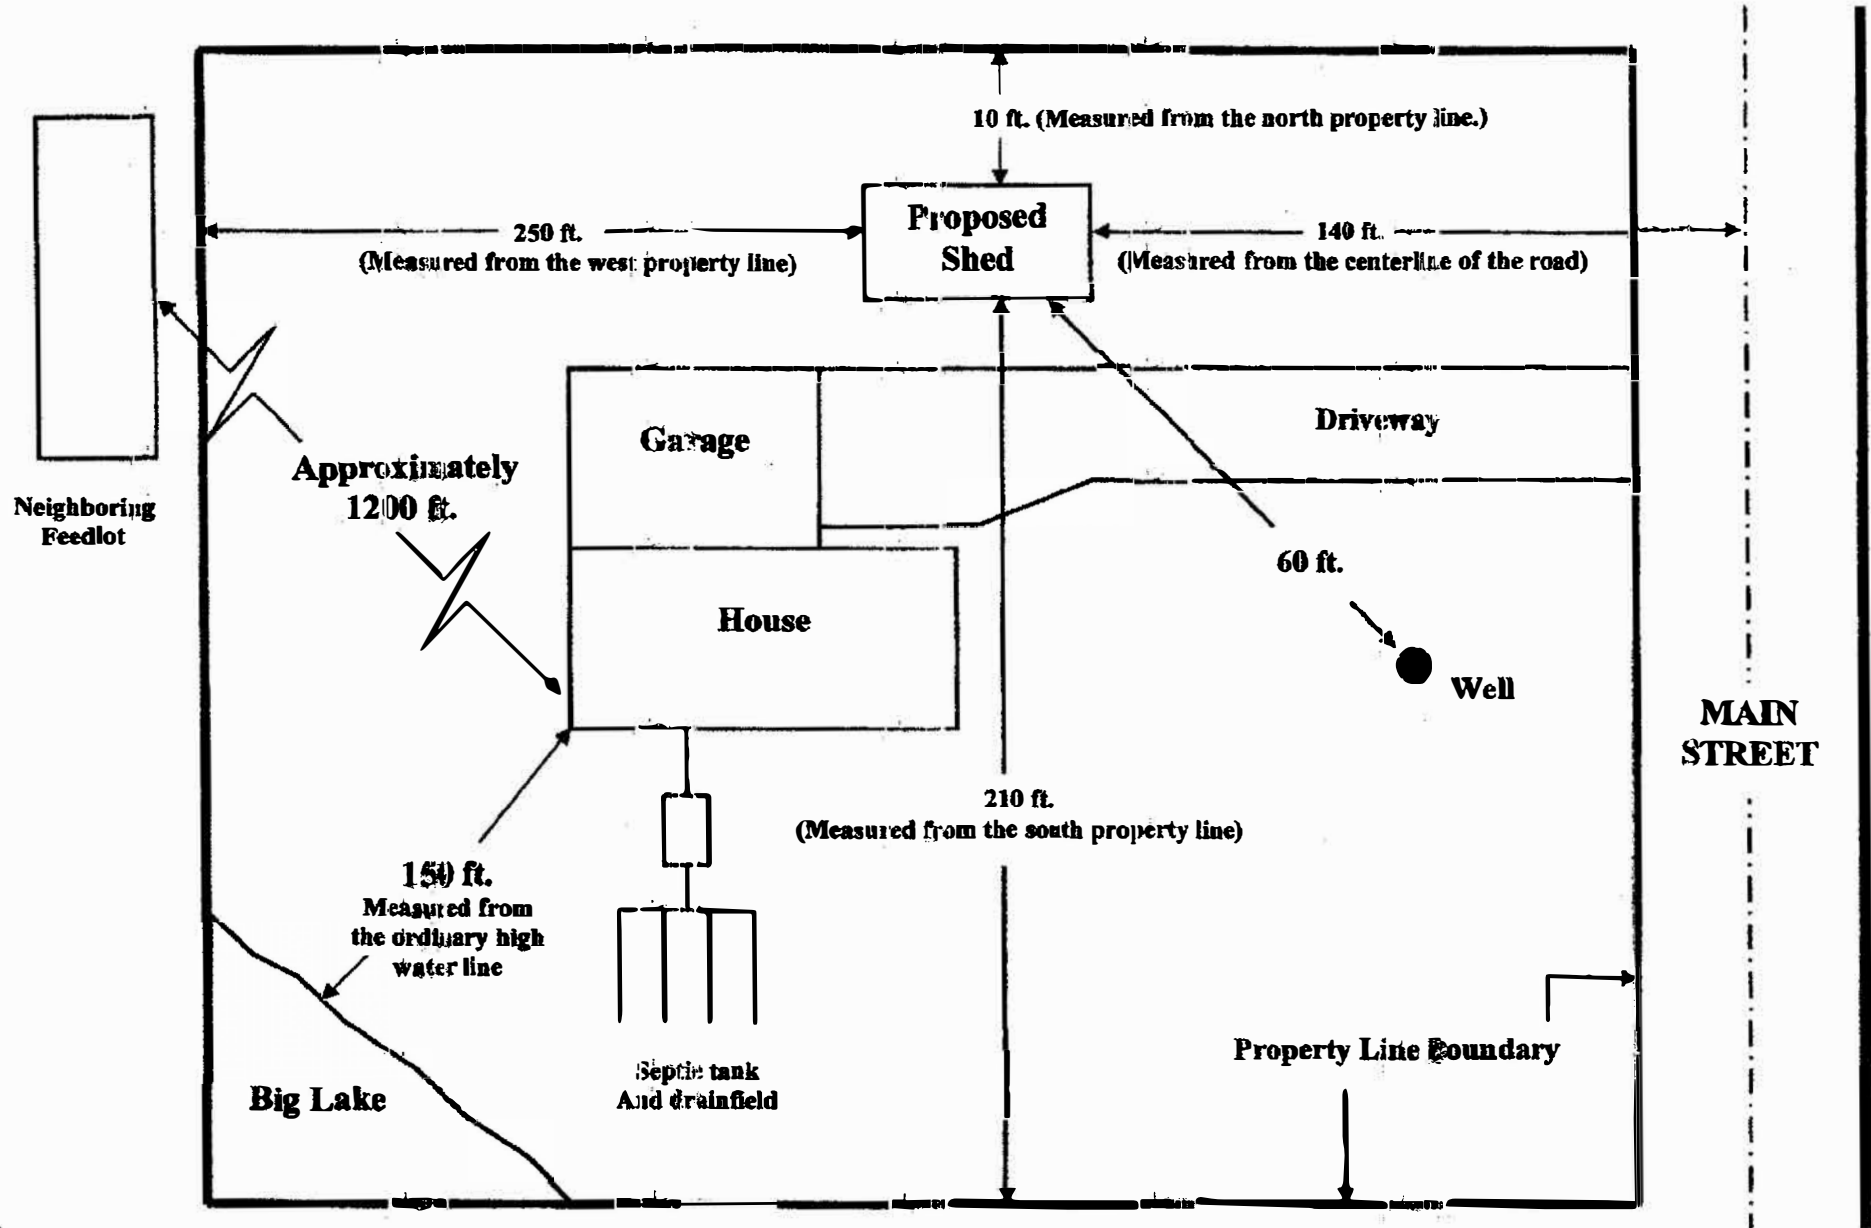 10 ft. (Measured from the north property line.)
Proposed
Shed
250 ft.
(Measured from the west property line)
140 ft.
(Measured from the centerline of the road)
Driveway
Garage
Approximately
1200 ft.
Neighboring
Feedlot
60 ft.
House
Well
MAIN
STREET
210 ft.
(Measured from the south property line)
150 ft.
Measured from
the ordinary high
water line
Property Line Boundary
Septic tank
And drainfield
Big Lake